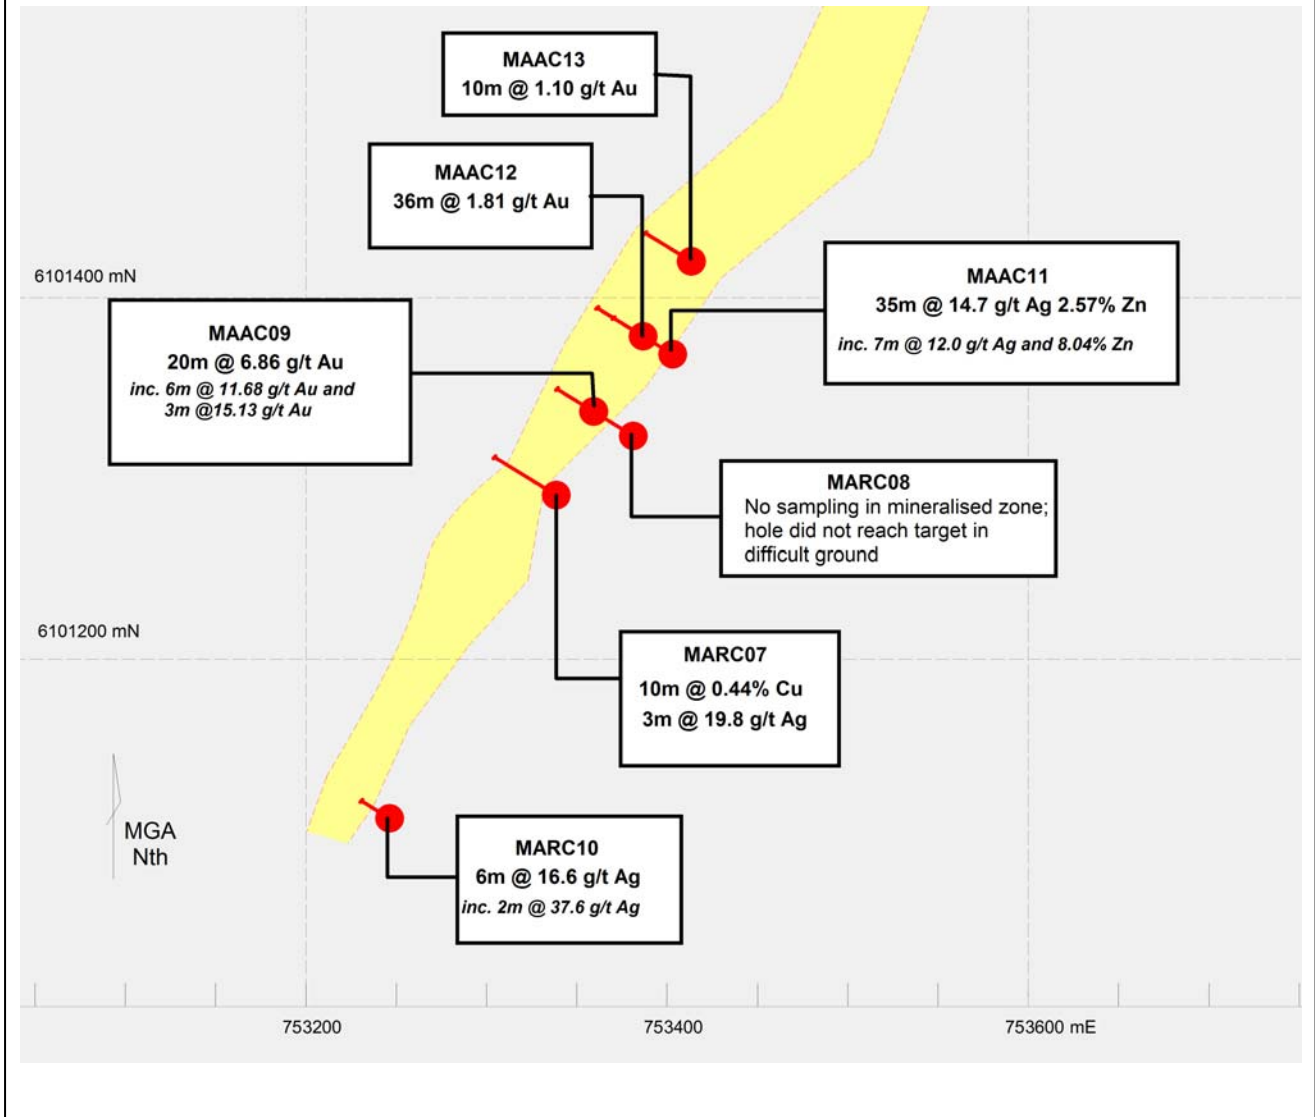 MAAC13
10m @ 1.10 g/t Au
MAAC12
36m @ 1.81 g/t Au
6101400 mN
MAAC11
35m @ 14.7 g/t Ag 2.57% Zn
inc. 7m @ 12.0 g/t Ag and 8.04% Zn
MAAC09
20m @ 6.86 g/t Au
inc. 6m @ 11.68 g/t Au and
3m @15.13 g/t Au
MARC08
No sampling in mineralised zone;
hole did not reach target in
difficult ground
6101200 mN
MARC07
10m @ 0.44% Cu
3m @ 19.8 g/t Ag
MGA
Nth
MARC10
6m @ 16.6 g/t Ag
inc. 2m @ 37.6 g/t Ag
753200
753400
753600 mE